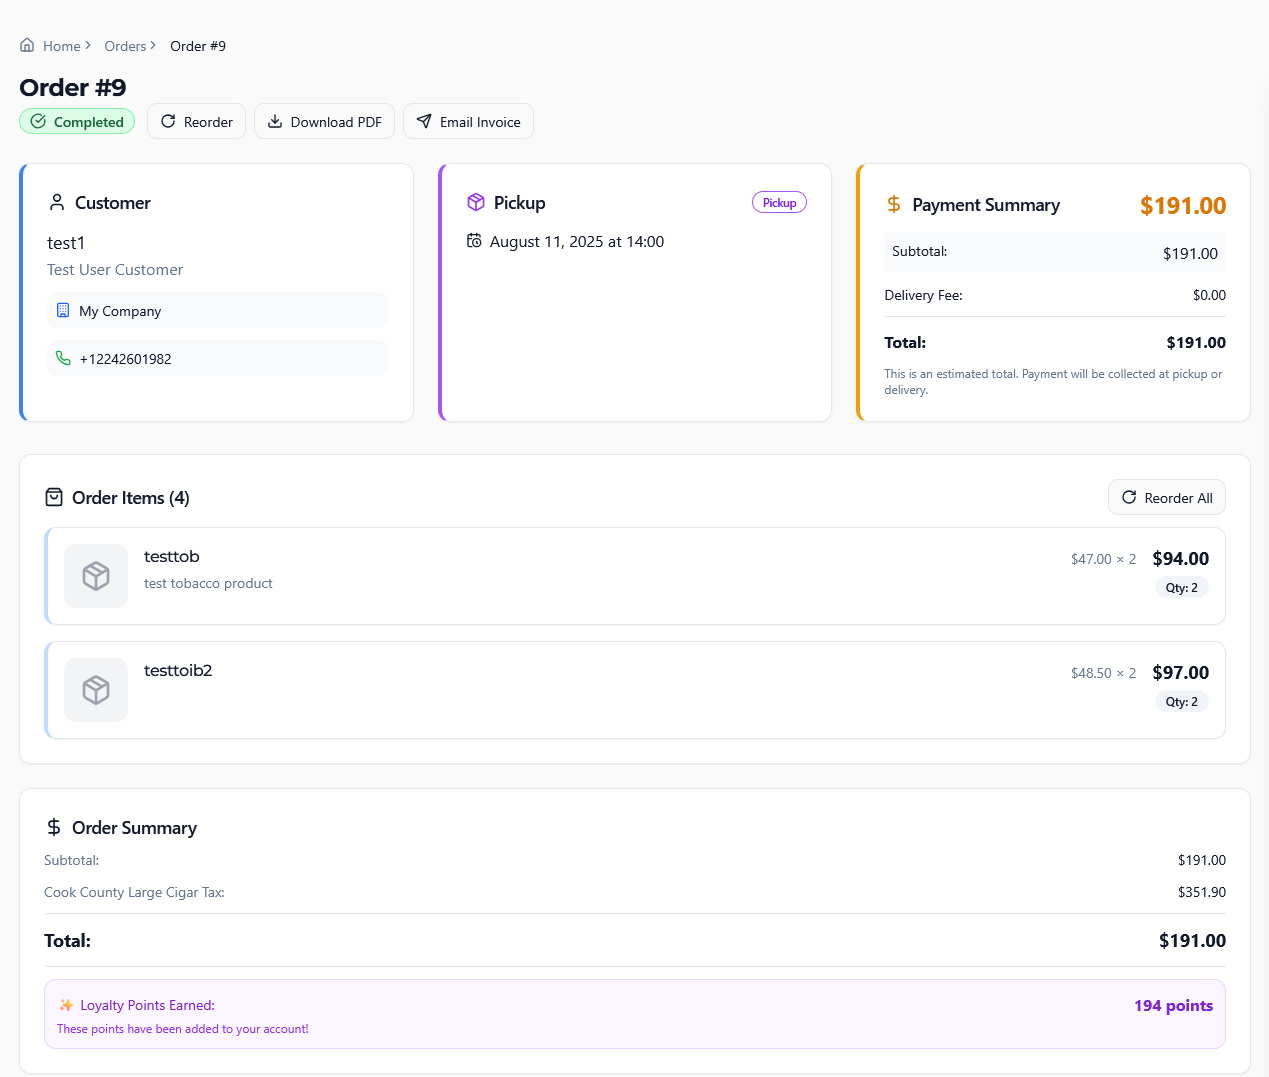 Home > Orders > Order #9
Order #9
Completed Reorder Download PDF Email Invoice
Customer
test1
Test User Customer
My Company
+12242601982
Pickup Pickup
August 11, 2025 at 14:00
Payment Summary $191.00
Subtotal: $191.00
Delivery Fee: $0.00
Total: $191.00
This is an estimated total. Payment will be collected at pickup or
delivery.
Order Items (4) Reorder All
testtob $47.00 × 2 $94.00
test tobacco product Qty: 2
testtoib2 $48.50 × 2 $97.00
Qty: 2
Order Summary
Subtotal: $191.00
Cook County Large Cigar Tax: $351.90
Total: $191.00
Loyalty Points Earned: 194 points
These points have been added to your account!